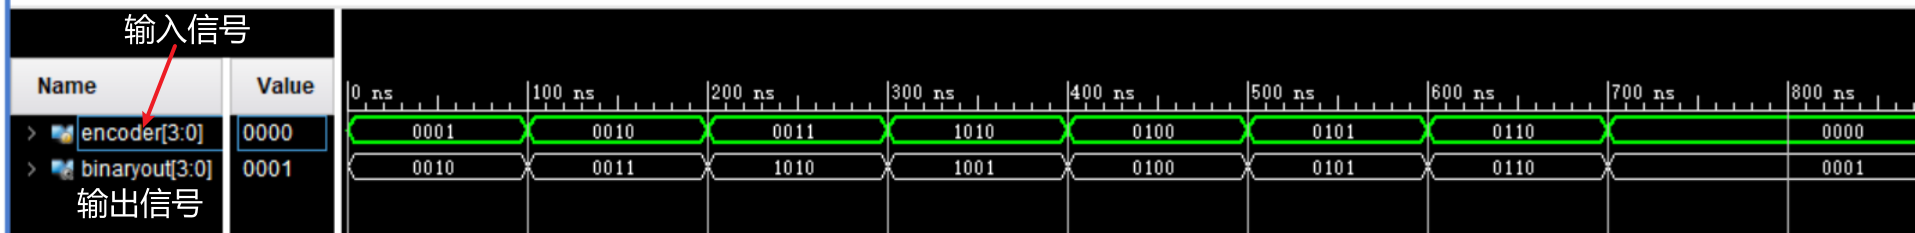 输入信号
Name Value 0 ns 100 ns 200 ns 300 ns 400 ns 500 ns 600 ns 700 ns 800 ns
encoder[3:0] 0000 0001 0010 0011 1010 0100 0101 0110 0000
binaryout[3:0] 0001 0010 0011 1010 1001 0100 0101 0110 0001
输出信号